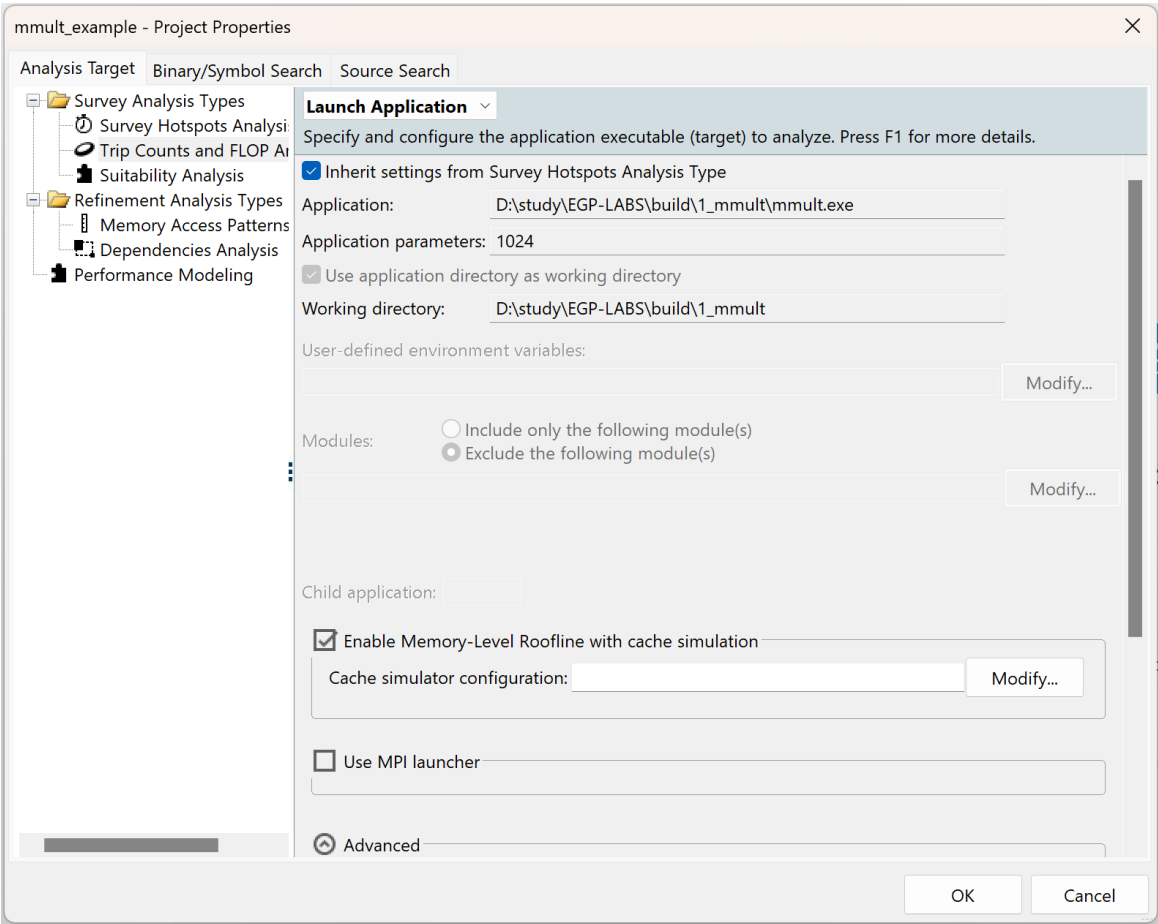 mmult_example - Project Properties
Analysis Target
Binary/Symbol Search
Source Search
Survey Analysis Types
Survey Hotspots Analysi
Trip Counts and FLOP Ar
Suitability Analysis
Refinement Analysis Types
Memory Access Patterns
Dependencies Analysis
Performance Modeling
Launch Application
Specify and configure the application executable (target) to analyze. Press F1 for more details.
Inherit settings from Survey Hotspots Analysis Type
Application: D:\study\EGP-LABS\build\1_mmult\mmult.exe
Application parameters: 1024
Use application directory as working directory
Working directory: D:\study\EGP-LABS\build\1_mmult
User-defined environment variables:
Modify...
Modules:
Include only the following module(s)
Exclude the following module(s)
Modify...
Child application:
Enable Memory-Level Roofline with cache simulation
Cache simulator configuration:
Modify...
Use MPI launcher
Advanced
OK
Cancel